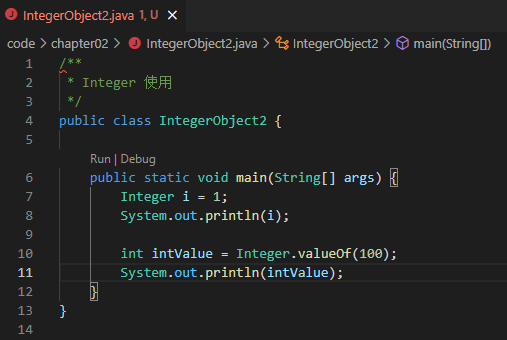 IntegerObject2.java 1, U
code > chapter02 > IntegerObject2.java > IntegerObject2 > main(String[])
1 /**
2  * Integer 使用
3  */
4 public class IntegerObject2 {
5
Run | Debug
6     public static void main(String[] args) {
7         Integer i = 1;
8         System.out.println(i);
9
10         int intValue = Integer.valueOf(100);
11         System.out.println(intValue);
12     }
13 }
14